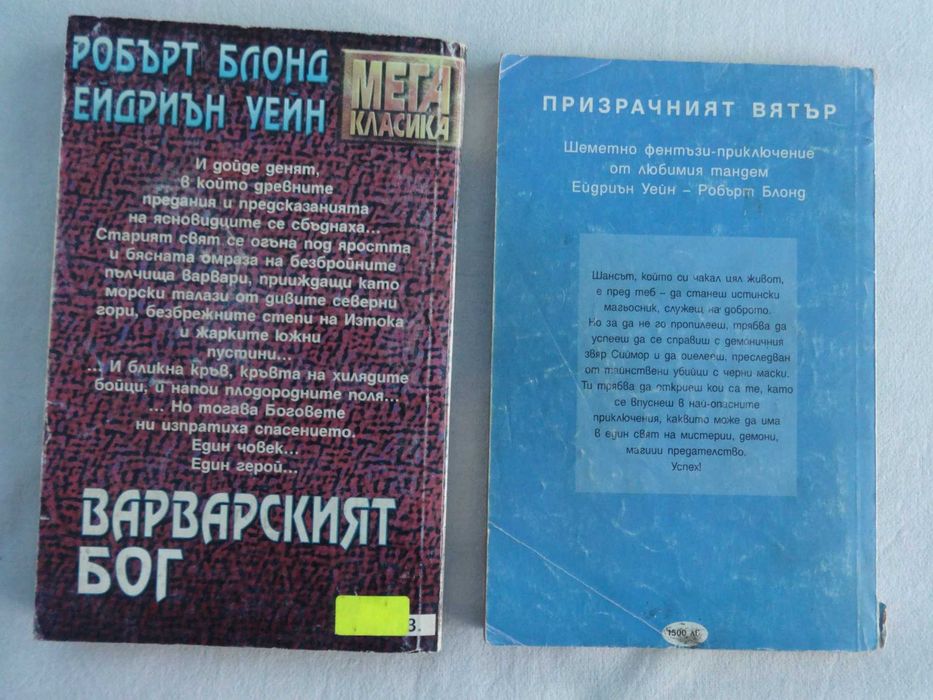 РОБЪРТ БЛОНД
ЕЙДРИЪН УЕЙН
МЕГА
КЛАСИКА
И дойде денят,
в който древните
предания и предсказанията
на ясновидците се сбъднаха...
Старият свят се огъна под яростта
и бясната омраза на безбройните
пълчища варвари, прииждащи като
морски талази от дивите северни
гори, безбрежните степи на Изтока
и Жарките южни
пустини...
... И бликна кръв, кръвта на хилядите
бойци, и напои плодородните поля...
... Но тогава Боговете
ни изпратиха спасението.
Един човек...
Един герой...
ВАРВАРСКИЯТ
БОГ
3.
ПРИЗРАЧНИЯТ ВЯТЪР
Шеметно фентъзи-приключение
от любимия тандем
Ейдриън Уейн – Робърт Блонд
Шансът, който си чакал цял живот,
е пред теб – да станеш истински
магьосник, служещ на доброто.
Но за да не го пропилееш, трябва да
успееш да се справиш с демоничния
звяр Сиймор и да оцелееш, преследван
от тайнствени убийци с черни маски.
Ти трябва да откриеш кои са те, като
се впуснеш в най-опасните
приключения, каквито може да има
в един свят на мистерии, демони,
магиии предателство.
Успех!
1500 лв.